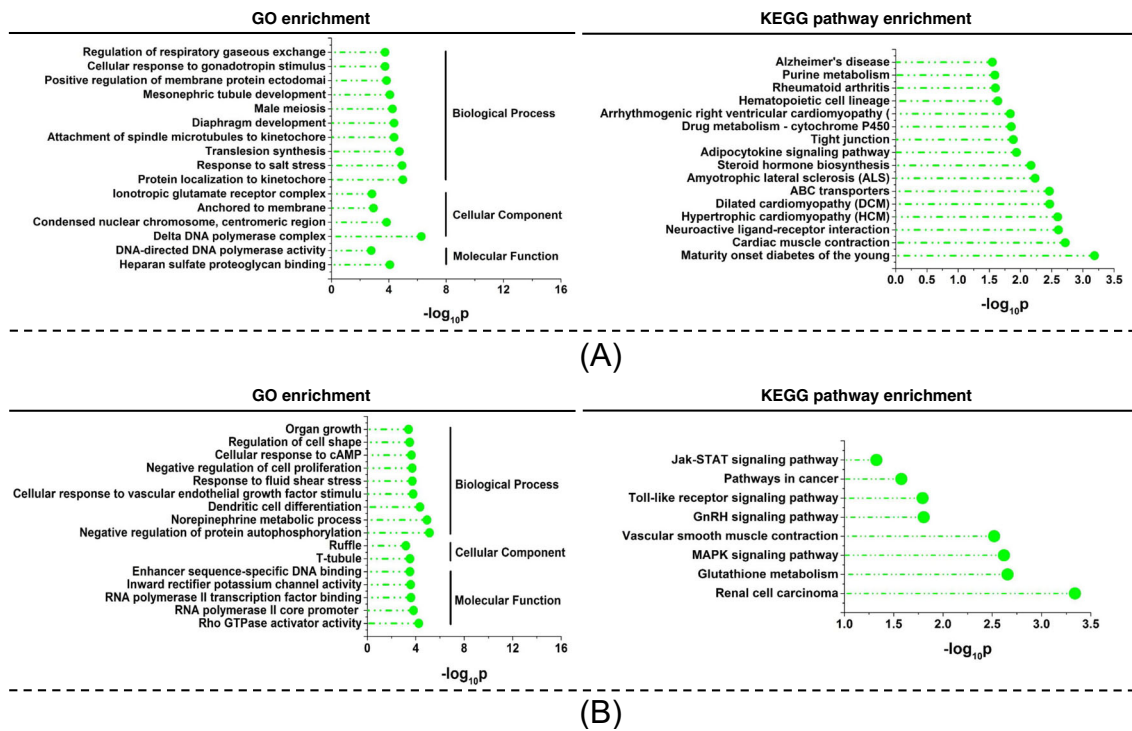 GO enrichment
Regulation of respiratory gaseous exchange
Cellular response to gonadotropin stimulus
Positive regulation of membrane protein ectodomai
Mesonephric tubule development
Male meiosis
Diaphragm development
Attachment of spindle microtubules to kinetochore
Translesion synthesis
Response to salt stress
Protein localization to kinetochore
Ionotropic glutamate receptor complex
Anchored to membrane
Condensed nuclear chromosome, centromeric region
Delta DNA polymerase complex
DNA-directed DNA polymerase activity
Heparan sulfate proteoglycan binding
Biological Process
Cellular Component
Molecular Function
0 4 8 12 16
-log10p
KEGG pathway enrichment
Alzheimer's disease
Purine metabolism
Rheumatoid arthritis
Hematopoietic cell lineage
Arrhythmogenic right ventricular cardiomyopathy (
Drug metabolism - cytochrome P450
Tight junction
Adipocytokine signaling pathway
Steroid hormone biosynthesis
Amyotrophic lateral sclerosis (ALS)
ABC transporters
Dilated cardiomyopathy (DCM)
Hypertrophic cardiomyopathy (HCM)
Neuroactive ligand-receptor interaction
Cardiac muscle contraction
Maturity onset diabetes of the young
0.0 0.5 1.0 1.5 2.0 2.5 3.0 3.5
-log10p
(A)
GO enrichment
Organ growth
Regulation of cell shape
Cellular response to cAMP
Negative regulation of cell proliferation
Response to fluid shear stress
Cellular response to vascular endothelial growth factor stimulu
Dendritic cell differentiation
Norepinephrine metabolic process
Negative regulation of protein autophosphorylation
Ruffle
T-tubule
Enhancer sequence-specific DNA binding
Inward rectifier potassium channel activity
RNA polymerase II transcription factor binding
RNA polymerase II core promoter
Rho GTPase activator activity
Biological Process
Cellular Component
Molecular Function
0 4 8 12 16
-log10p
KEGG pathway enrichment
Jak-STAT signaling pathway
Pathways in cancer
Toll-like receptor signaling pathway
GnRH signaling pathway
Vascular smooth muscle contraction
MAPK signaling pathway
Glutathione metabolism
Renal cell carcinoma
1.0 1.5 2.0 2.5 3.0 3.5
-log10p
(B)